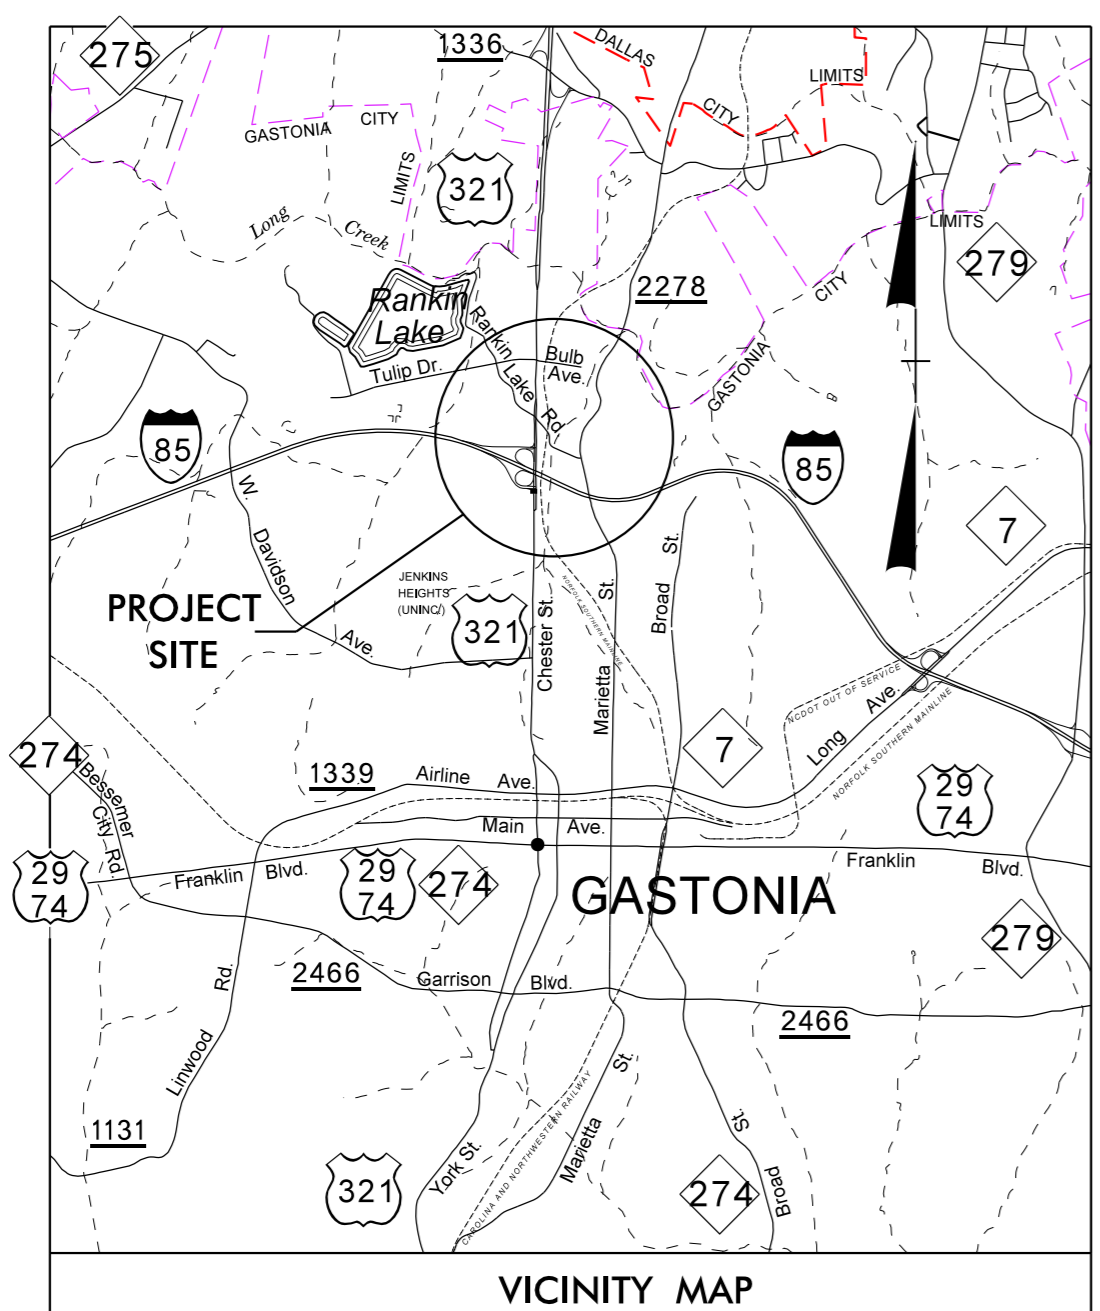 275
1336
DALLAS
CITY
LIMITS
GASTONIA
CITY
LIMITS
321
LIMITS
279
Long
Creek
2278
CITY
GASTONIA
Rankin
Lake
Rankin
Lake
Rd
Tulip Dr.
Bulb
Ave.
85
85
7
W.
Davidson
Ave.
PROJECT
SITE
JENKINS
HEIGHTS
(UNINC.)
321
Chester St.
NORFOLK SOUTHERN MAINLINE
Marietta
St.
Broad
St.
NCDOT OUT OF SERVICE
Long
Ave.
NORFOLK SOUTHERN MAINLINE
7
274
Bessemer
City Rd.
1339
Airline
Ave.
Main
Ave.
29
74
29
74
Franklin
Blvd.
29
74
274
Franklin
Blvd.
GASTONIA
279
2466
Garrison
Blvd.
2466
Linwood
Rd.
1131
York St.
321
CAROLINA AND NORTHWESTERN RAILWAY
Marietta
St.
274
Broad
St.
VICINITY MAP